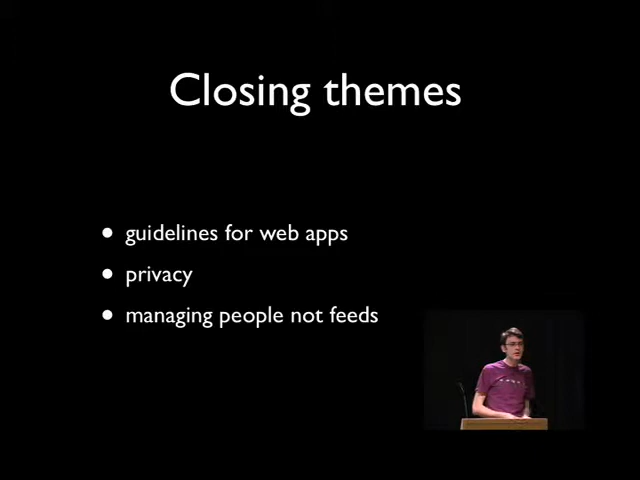 Closing themes
• guidelines for web apps
• privacy
• managing people not feeds